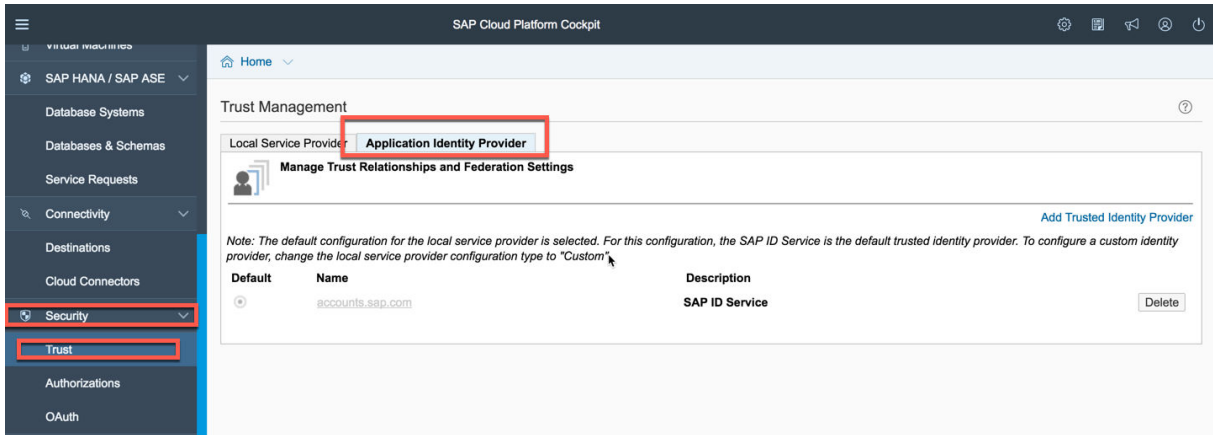 SAP Cloud Platform Cockpit
Virtual Machines
SAP HANA / SAP ASE
Database Systems
Databases & Schemas
Service Requests
Connectivity
Destinations
Cloud Connectors
Security
Trust
Authorizations
OAuth
Home
Trust Management
Local Service Provider
Application Identity Provider
Manage Trust Relationships and Federation Settings
Add Trusted Identity Provider
Note: The default configuration for the local service provider is selected. For this configuration, the SAP ID Service is the default trusted identity provider. To configure a custom identity
provider, change the local service provider configuration type to "Custom".
Default Name Description
accounts.sap.com SAP ID Service Delete